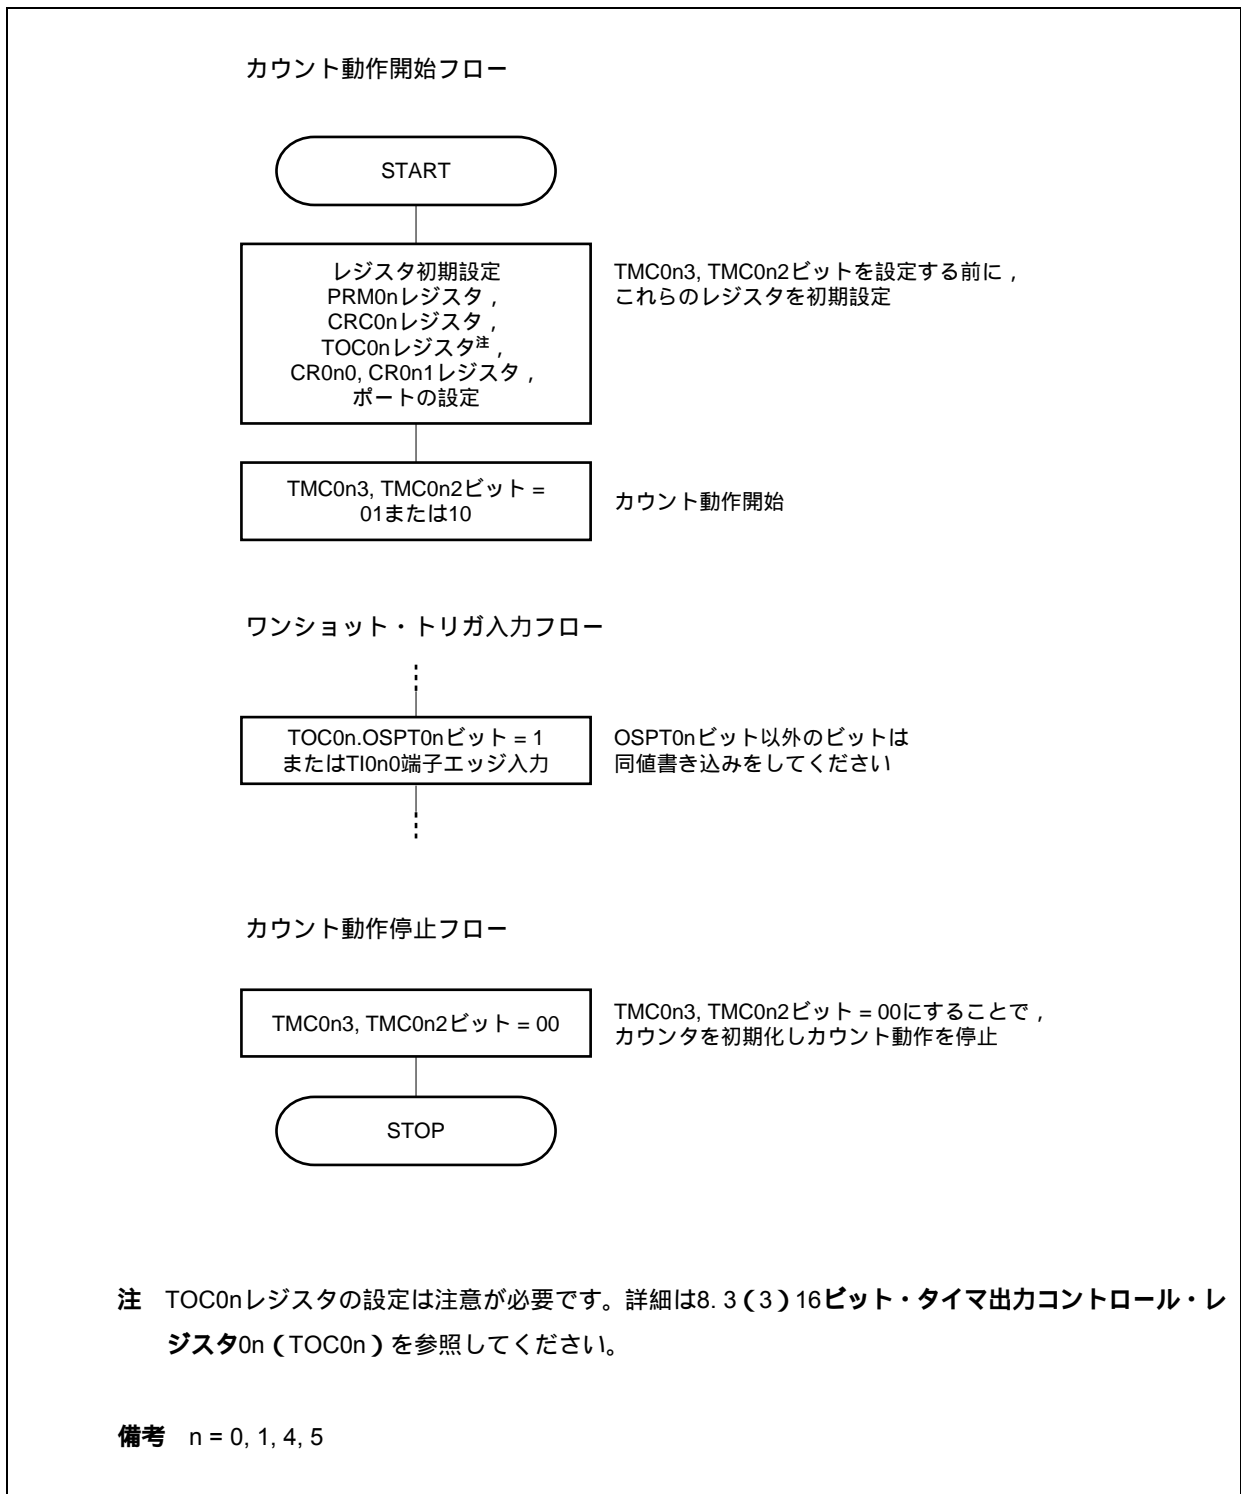 カウント動作開始フロー
START
レジスタ初期設定
PRM0nレジスタ，
CRC0nレジスタ，
TOC0nレジスタ注，
CR0n0, CR0n1レジスタ，
ポートの設定
TMC0n3, TMC0n2ビットを設定する前に，
これらのレジスタを初期設定
TMC0n3, TMC0n2ビット =
01または10
カウント動作開始
ワンショット・トリガ入力フロー
TOC0n.OSPT0nビット = 1
またはTI0n0端子エッジ入力
OSPT0nビット以外のビットは
同値書き込みをしてください
カウント動作停止フロー
TMC0n3, TMC0n2ビット = 00
TMC0n3, TMC0n2ビット = 00にすることで，
カウンタを初期化しカウント動作を停止
STOP
注　TOC0nレジスタの設定は注意が必要です。詳細は8. 3（3）16ビット・タイマ出力コントロール・レ
ジスタ0n（TOC0n）を参照してください。
備考　n = 0, 1, 4, 5